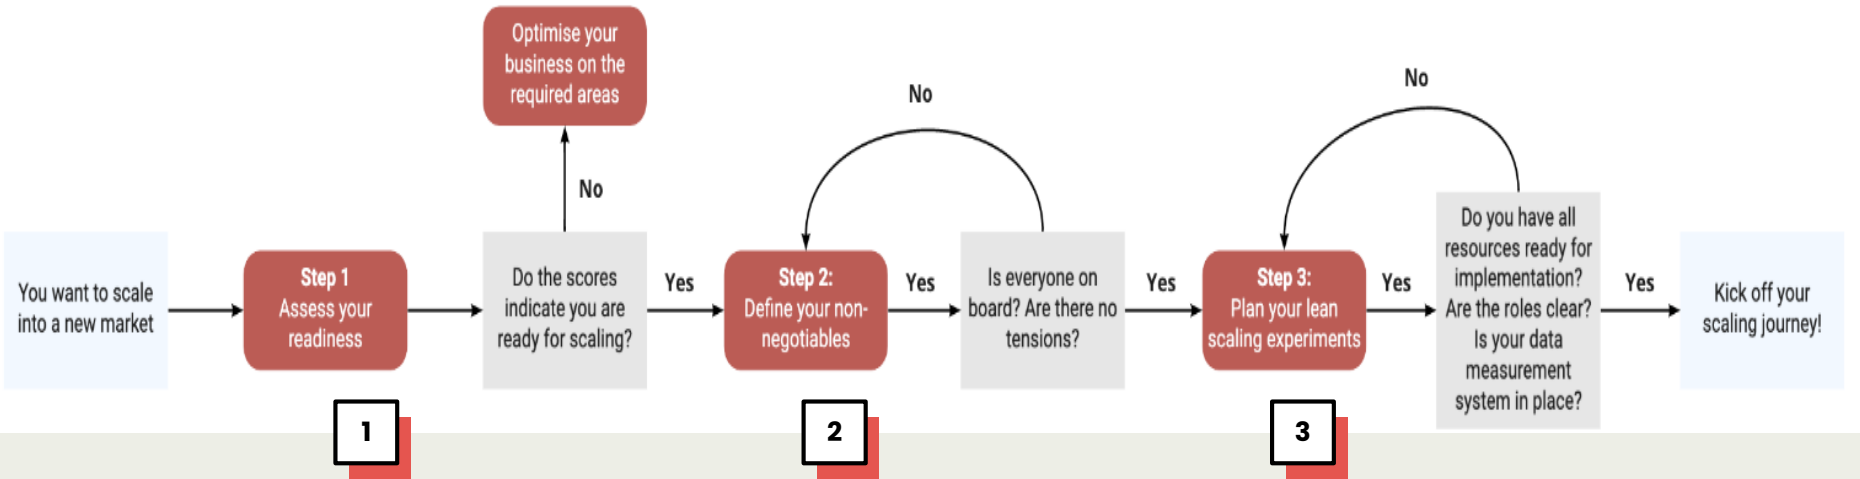 Optimise your
business on the
required areas
No
You want to scale
into a new market
Step 1
Assess your
readiness
Do the scores
indicate you are
ready for scaling?
Yes
Step 2:
Define your non-
negotiables
Yes
No
Is everyone on
board? Are there no
tensions?
Yes
Step 3:
Plan your lean
scaling experiments
Yes
No
Do you have all
resources ready for
implementation?
Are the roles clear?
Is your data
measurement
system in place?
Yes
Kick off your
scaling journey!
1
2
3